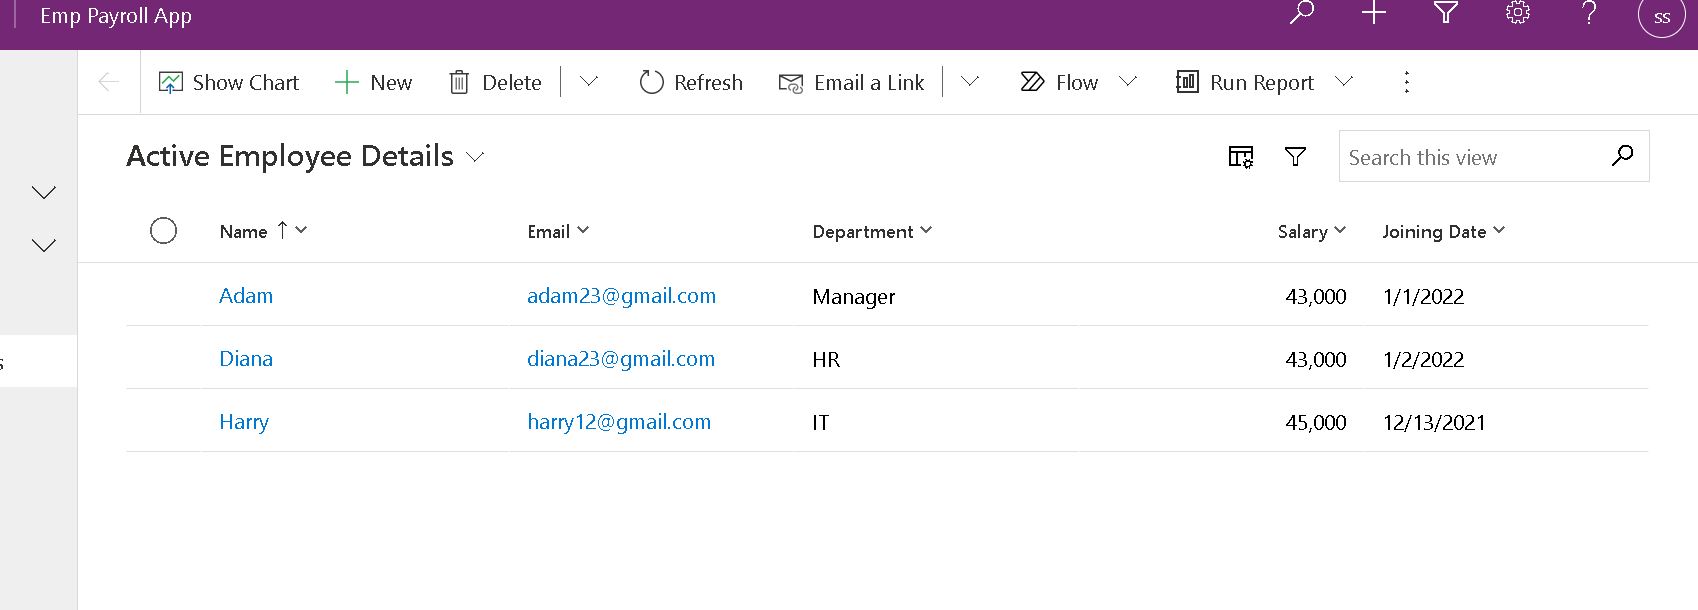 Emp Payroll App
ss
Show Chart New Delete Refresh Email a Link Flow Run Report
Active Employee Details
Search this view
Name Email Department Salary Joining Date
Adam adam23@gmail.com Manager 43,000 1/1/2022
Diana diana23@gmail.com HR 43,000 1/2/2022
s
Harry harry12@gmail.com IT 45,000 12/13/2021